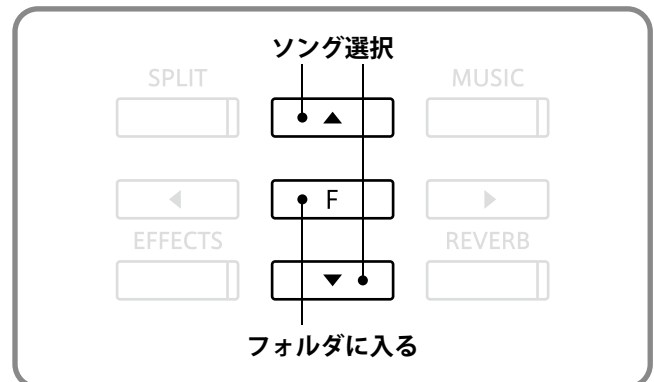 ソング選択
SPLIT
MUSIC
▲
◀
F
▶
EFFECTS
REVERB
▼
フォルダに入る